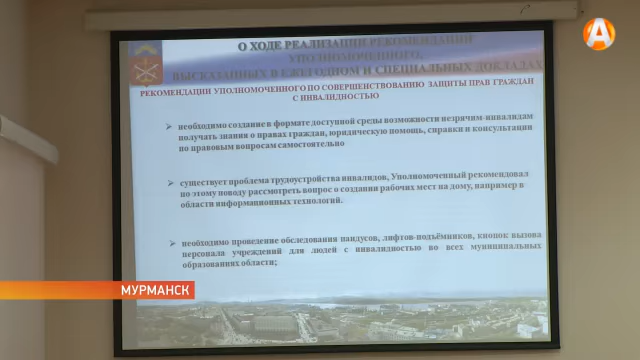 О ХОДЕ РЕАЛИЗАЦИИ РЕКОМЕНДАЦИЙ
УПОЛНОМОЧЕННОГО,
ВЫСКАЗАННЫХ В ЕЖЕГОДНОМ И СПЕЦИАЛЬНЫХ ДОКЛАДАХ
РЕКОМЕНДАЦИИ УПОЛНОМОЧЕННОГО ПО СОВЕРШЕНСТВОВАНИЮ ЗАЩИТЫ ПРАВ ГРАЖДАН
С ИНВАЛИДНОСТЬЮ
необходимо создание в формате доступной среды возможности незрячим-инвалидам
получать знания о правах граждан, юридическую помощь, справки и консультации
по правовым вопросам самостоятельно
существует проблема трудоустройства инвалидов, Уполномоченный рекомендовал
по этому поводу рассмотреть вопрос о создании рабочих мест на дому, например в
области информационных технологий.
необходимо проведение обследования пандусов, лифтов-подъёмников, кнопок вызова
персонала учреждений для людей с инвалидностью во всех муниципальных
образованиях области;
МУРМАНСК
А